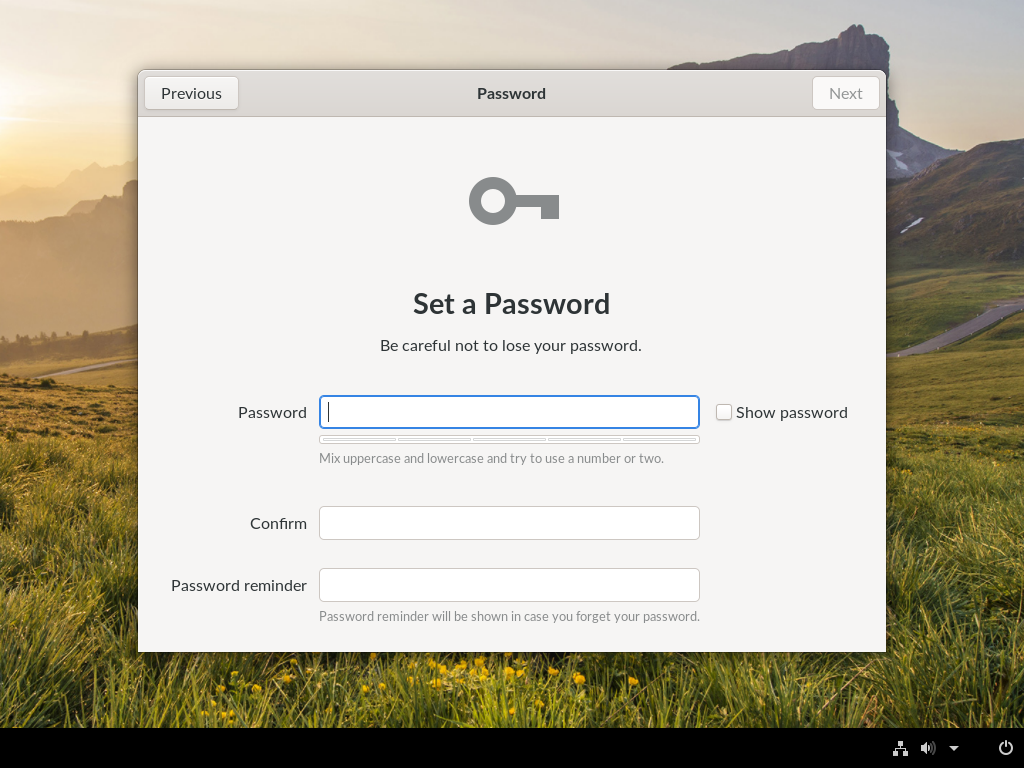 Previous
Password
Next
Set a Password
Be careful not to lose your password.
Password
Show password
Mix uppercase and lowercase and try to use a number or two.
Confirm
Password reminder
Password reminder will be shown in case you forget your password.